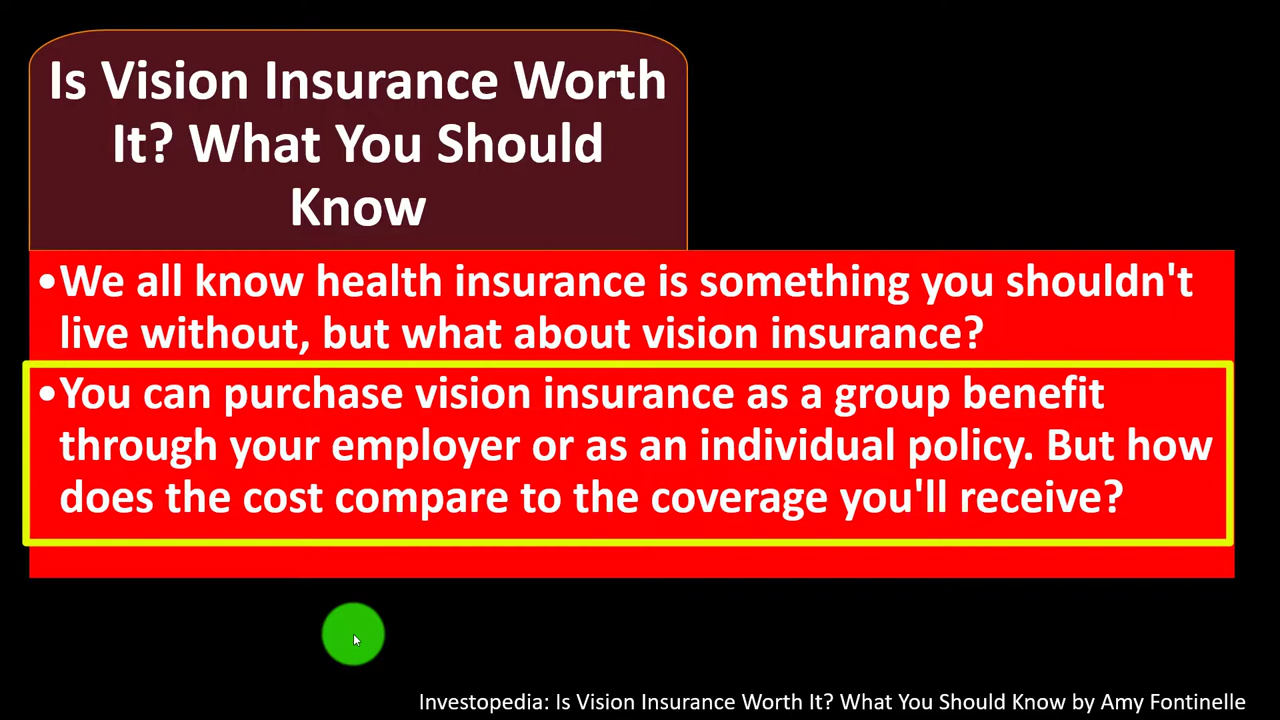 Is Vision Insurance Worth
It? What You Should
Know
•We all know health insurance is something you shouldn't
live without, but what about vision insurance?
•You can purchase vision insurance as a group benefit
through your employer or as an individual policy. But how
does the cost compare to the coverage you'll receive?
Investopedia: Is Vision Insurance Worth It? What You Should Know by Amy Fontinelle